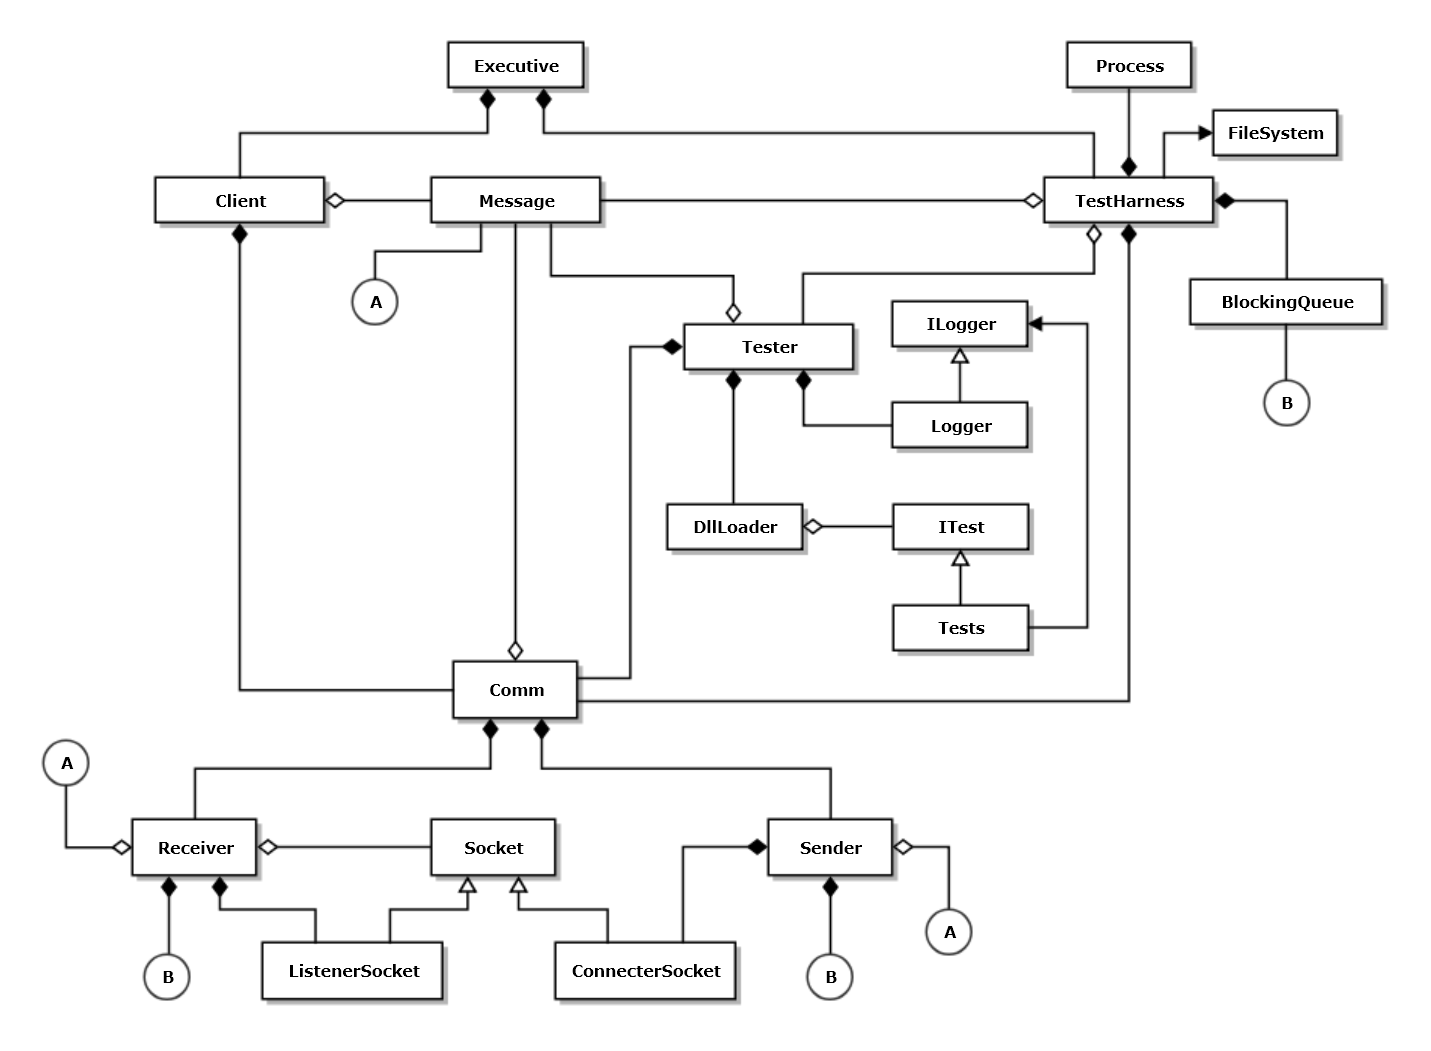 Executive
Process
FileSystem
Client
Message
TestHarness
A
BlockingQueue
ILogger
Tester
B
Logger
DllLoader
ITest
Tests
Comm
A
Receiver
Socket
Sender
A
B
ListenerSocket
ConnecterSocket
B